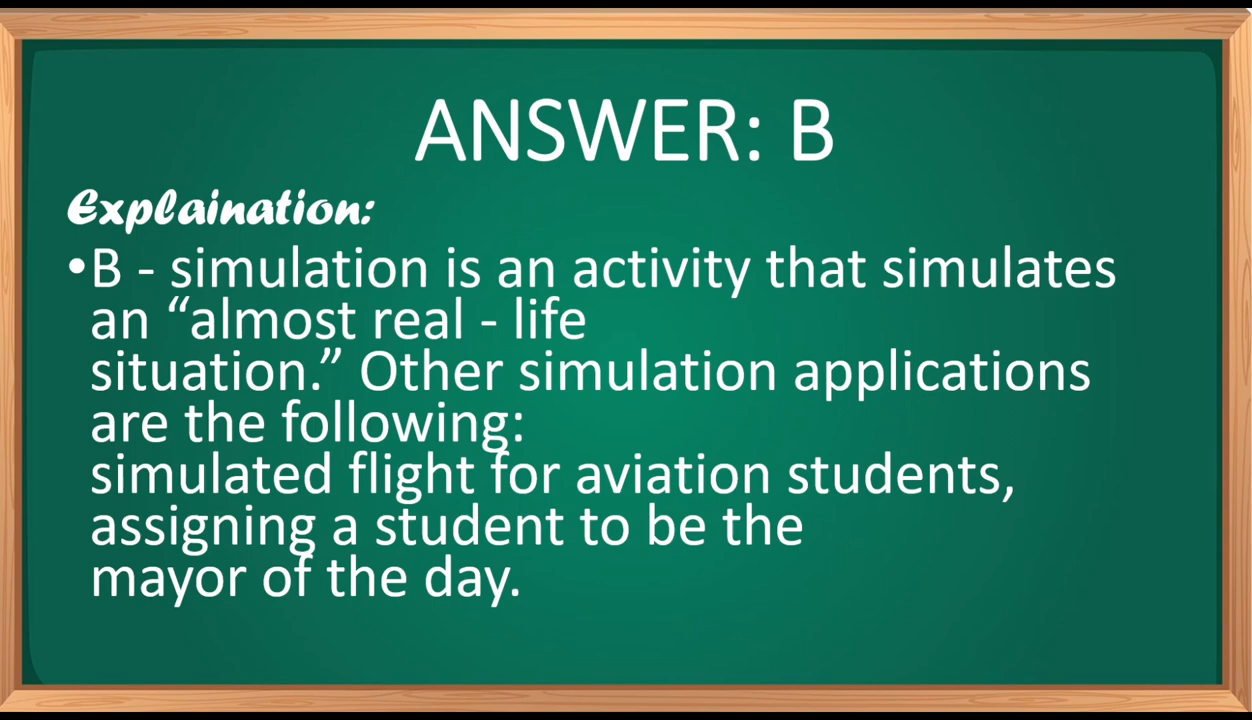 ANSWER: B
Explaination:
•B - simulation is an activity that simulates
an “almost real - life
situation.” Other simulation applications
are the following:
simulated flight for aviation students,
assigning a student to be the
mayor of the day.